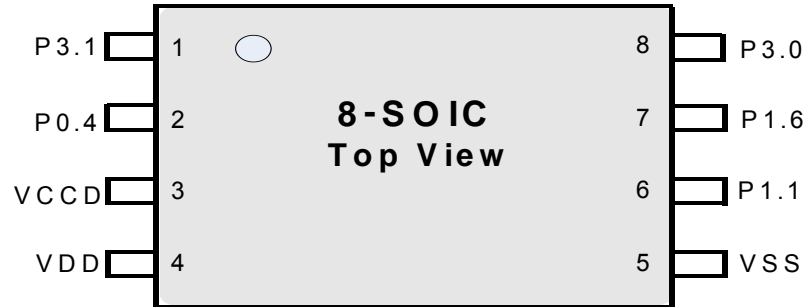 P3.1 1 8 P3.0
P0.4 2 8-SOIC 7 P1.6
Top View
VCCD 3 6 P1.1
VDD 4 5 VSS